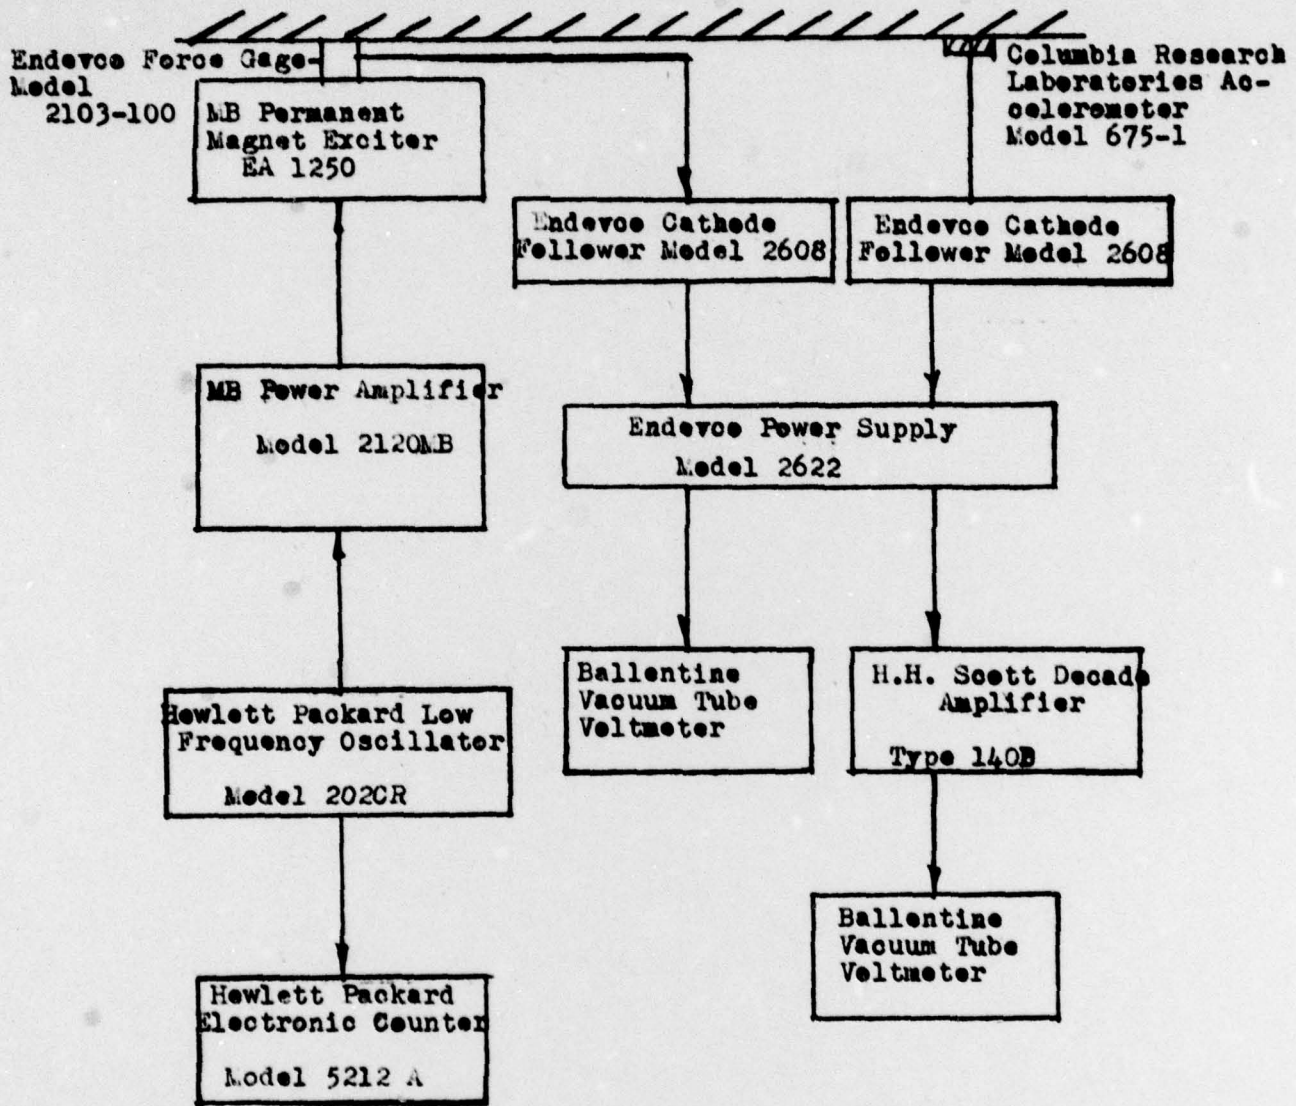 Endevco Force Gage
Model
2103-100
MB Permanent
Magnet Exciter
EA 1250
Columbia Research
Laboratories Ac-
celerometer
Model 675-1
Endevco Cathode
Follower Model 2608
Endevco Cathode
Follower Model 2608
MB Power Amplifier
Model 2120MB
Endevco Power Supply
Model 2622
Hewlett Packard Low
Frequency Oscillator
Model 202CR
Ballentine
Vacuum Tube
Voltmeter
H.H. Scott Decade
Amplifier
Type 140B
Ballentine
Vacuum Tube
Voltmeter
Hewlett Packard
Electronic Counter
Model 5212 A